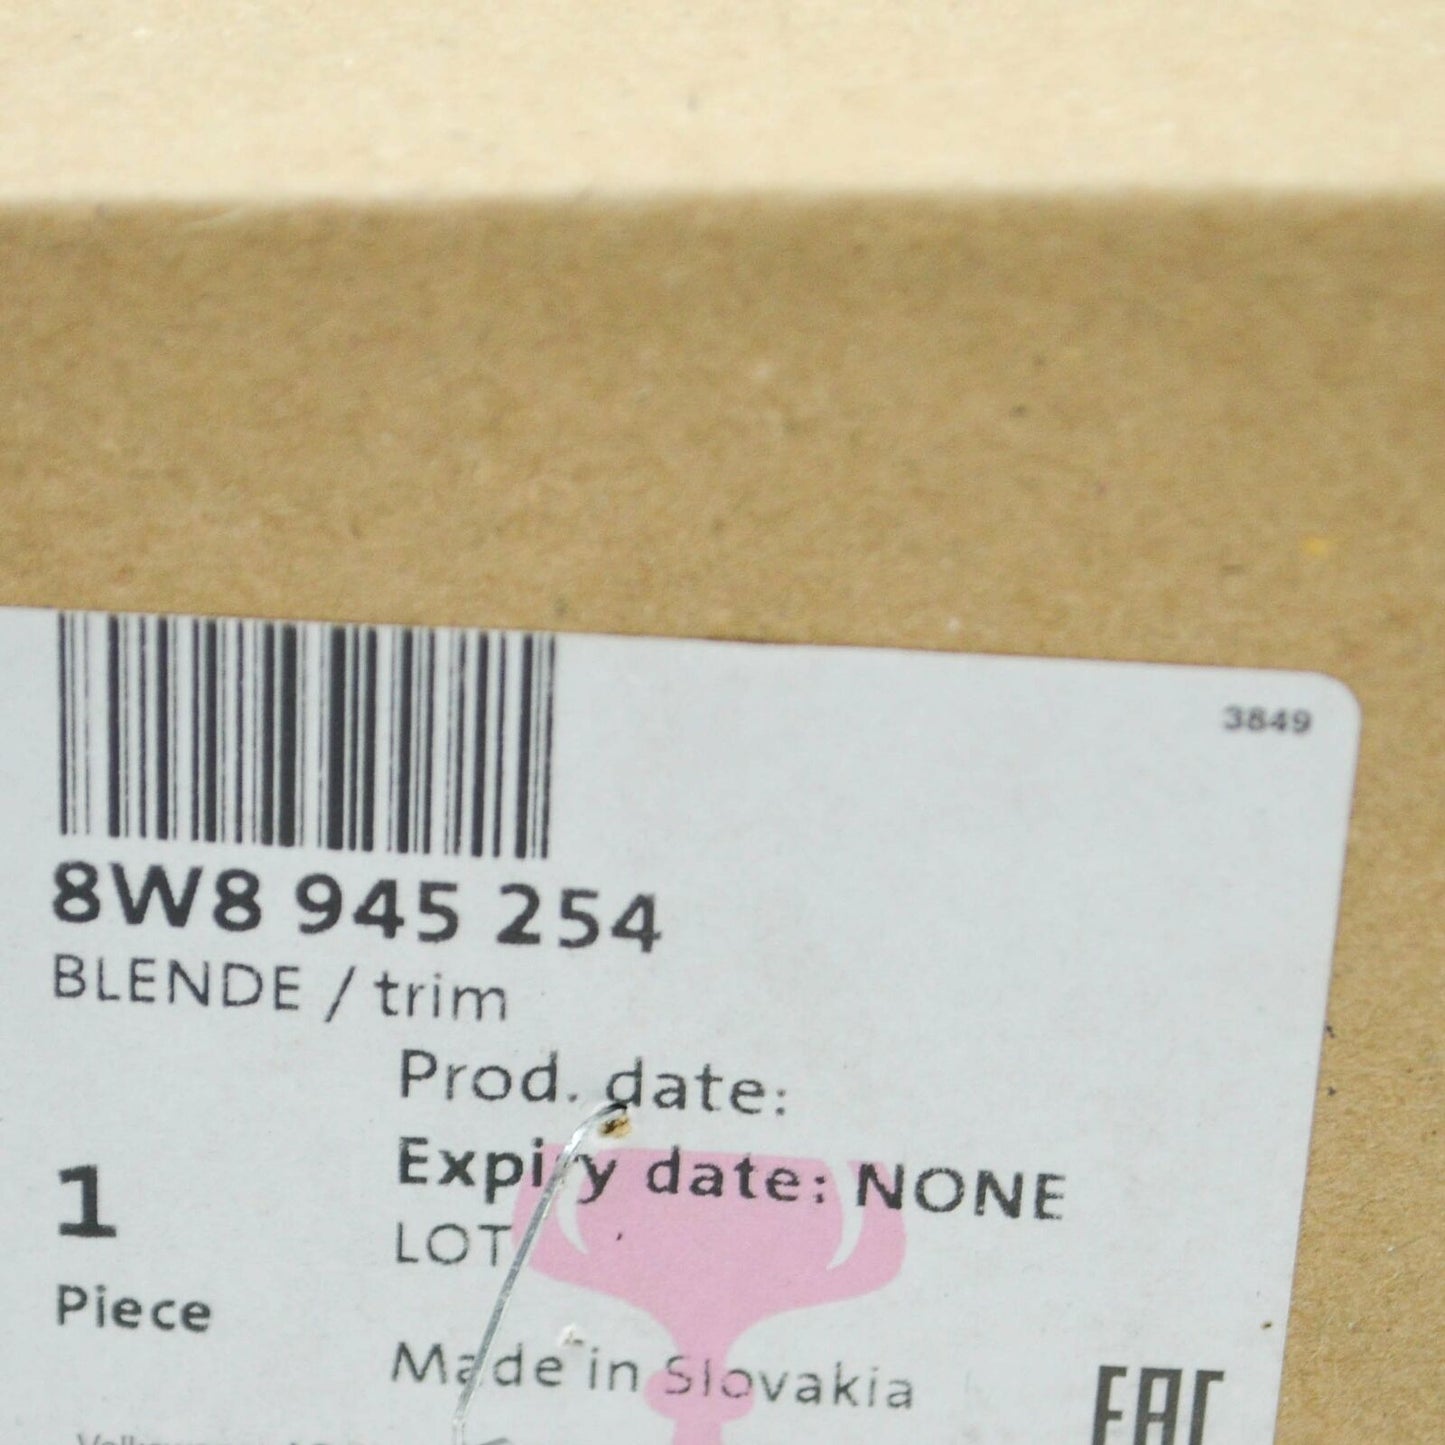 3849
8W8 945 254
BLENDE / trim
Prod. date:
Expiry date: NONE
LOT
1
Piece
Made in Slovakia
EAC